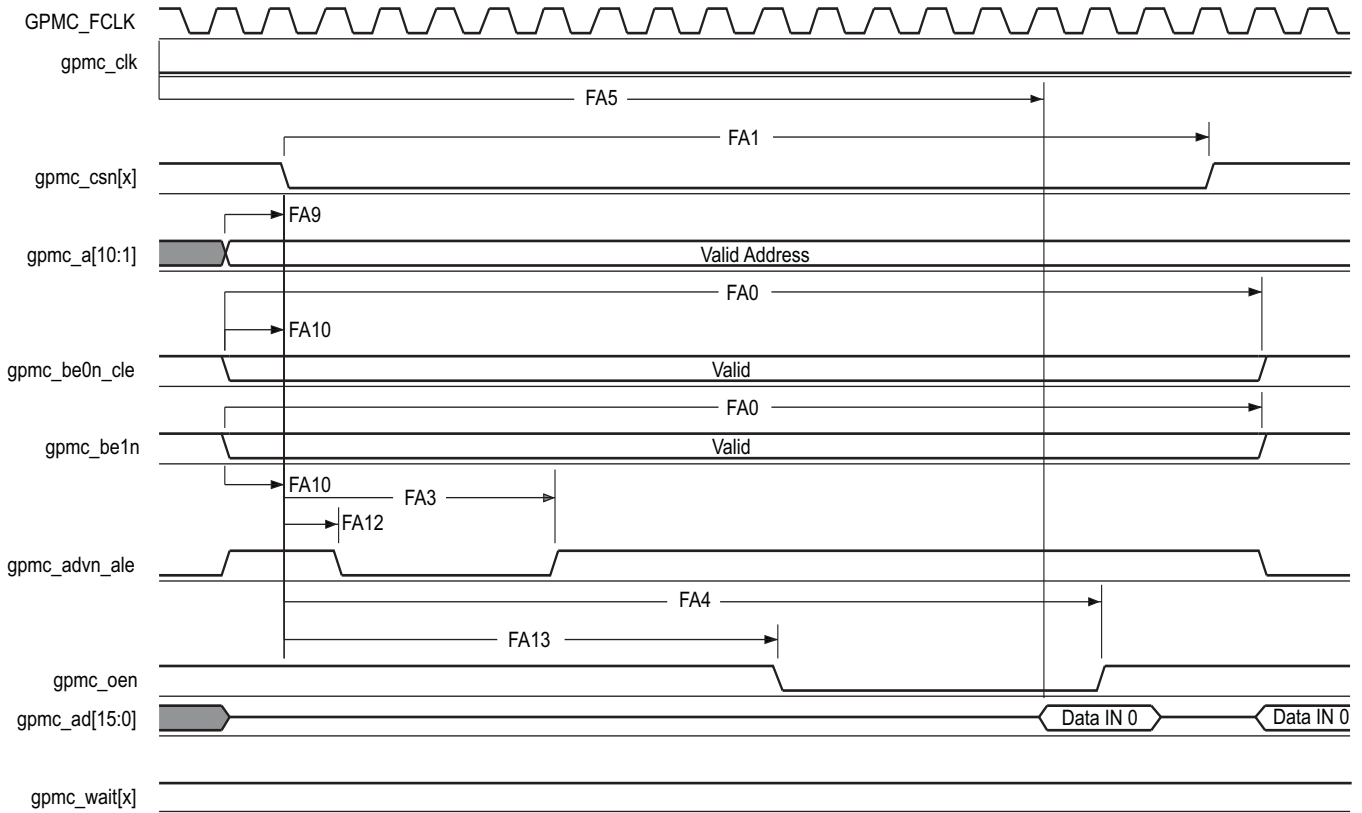 GPMC_FCLK
gpmc_clk
FA5
FA1
gpmc_csn[x]
FA9
gpmc_a[10:1]
Valid Address
FA0
FA10
gpmc_be0n_cle
Valid
FA0
gpmc_be1n
Valid
FA10
FA3
FA12
gpmc_advn_ale
FA4
FA13
gpmc_oen
gpmc_ad[15:0]
Data IN 0
Data IN 0
gpmc_wait[x]